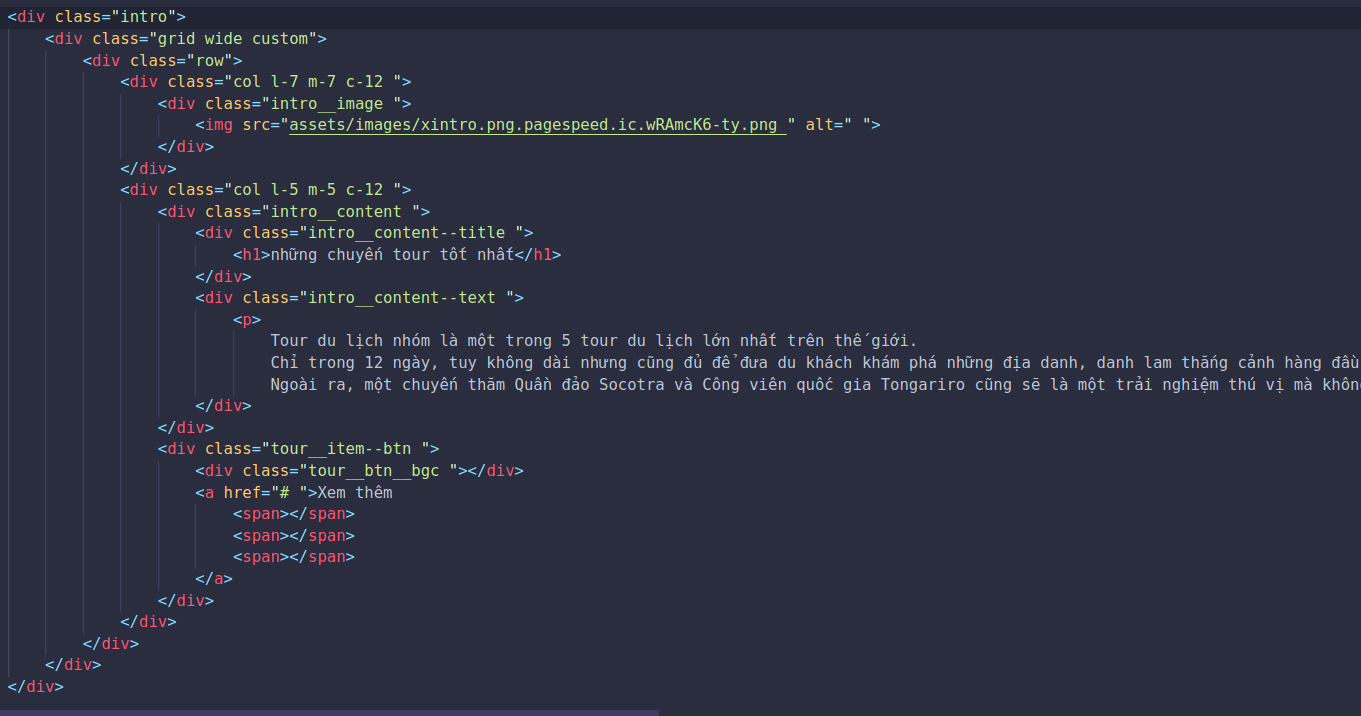 <div class="intro">
<div class="grid wide custom">
<div class="row">
<div class="col l-7 m-7 c-12 ">
<div class="intro__image ">
<img src="assets/images/xintro.png.pagespeed.ic.wRAmcK6-ty.png " alt=" ">
</div>
</div>
<div class="col l-5 m-5 c-12 ">
<div class="intro__content ">
<div class="intro__content--title ">
<h1>những chuyến tour tốt nhất</h1>
</div>
<div class="intro__content--text ">
<p>
Tour du lịch nhóm là một trong 5 tour du lịch lớn nhất trên thế giới.
Chỉ trong 12 ngày, tuy không dài nhưng cũng đủ để đưa du khách khám phá những địa danh, danh lam thắng cảnh hàng đầu
Ngoài ra, một chuyến thăm Quần đảo Socotra và Công viên quốc gia Tongariro cũng sẽ là một trải nghiệm thú vị mà
</div>
</div>
<div class="tour__item--btn ">
<div class="tour__btn__bgc "></div>
<a href="# ">Xem thêm
<span></span>
<span></span>
<span></span>
</a>
</div>
</div>
</div>
</div>
</div>